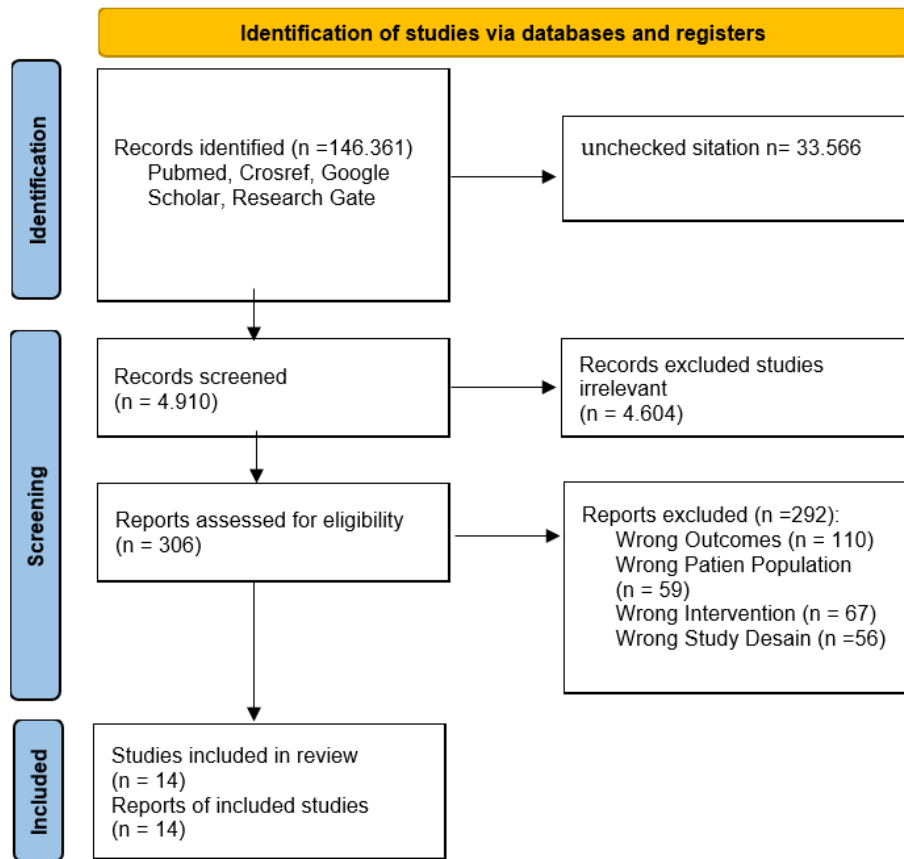 Identification of studies via databases and registers
Identification
Records identified (n =146.361)
Pubmed, Crosref, Google
Scholar, Research Gate
unchecked sitation n= 33.566
Screening
Records screened
(n = 4.910)
Records excluded studies
irrelevant
(n = 4.604)
Reports assessed for eligibility
(n = 306)
Reports excluded (n =292):
Wrong Outcomes (n = 110)
Wrong Patien Population
(n = 59)
Wrong Intervention (n = 67)
Wrong Study Desain (n =56)
Included
Studies included in review
(n = 14)
Reports of included studies
(n = 14)